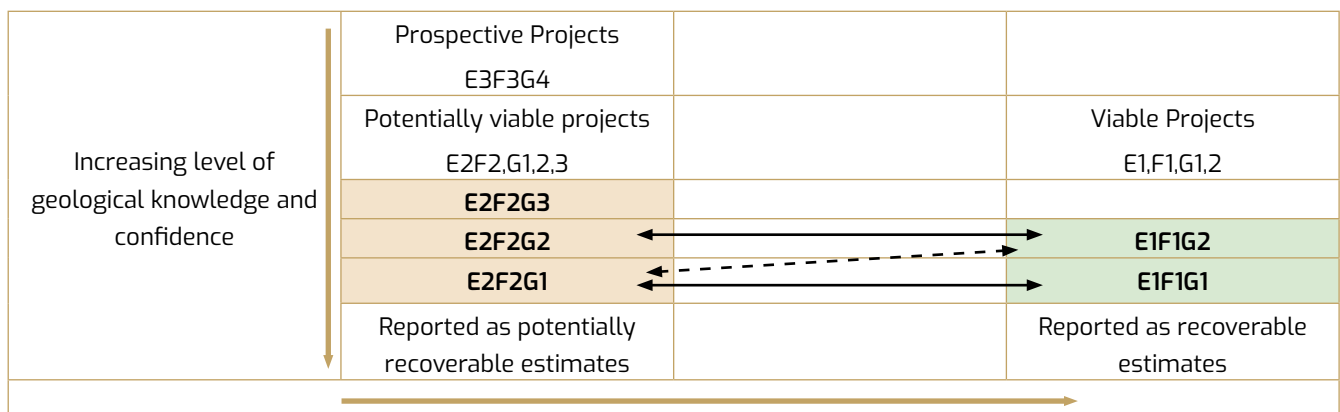 Prospective Projects
E3F3G4
Increasing level of
geological knowledge and
confidence
Potentially viable projects
E2F2,G1,2,3
Viable Projects
E1,F1,G1,2
E2F2G3
E2F2G2
E1F1G2
E2F2G1
E1F1G1
Reported as potentially
recoverable estimates
Reported as recoverable
estimates